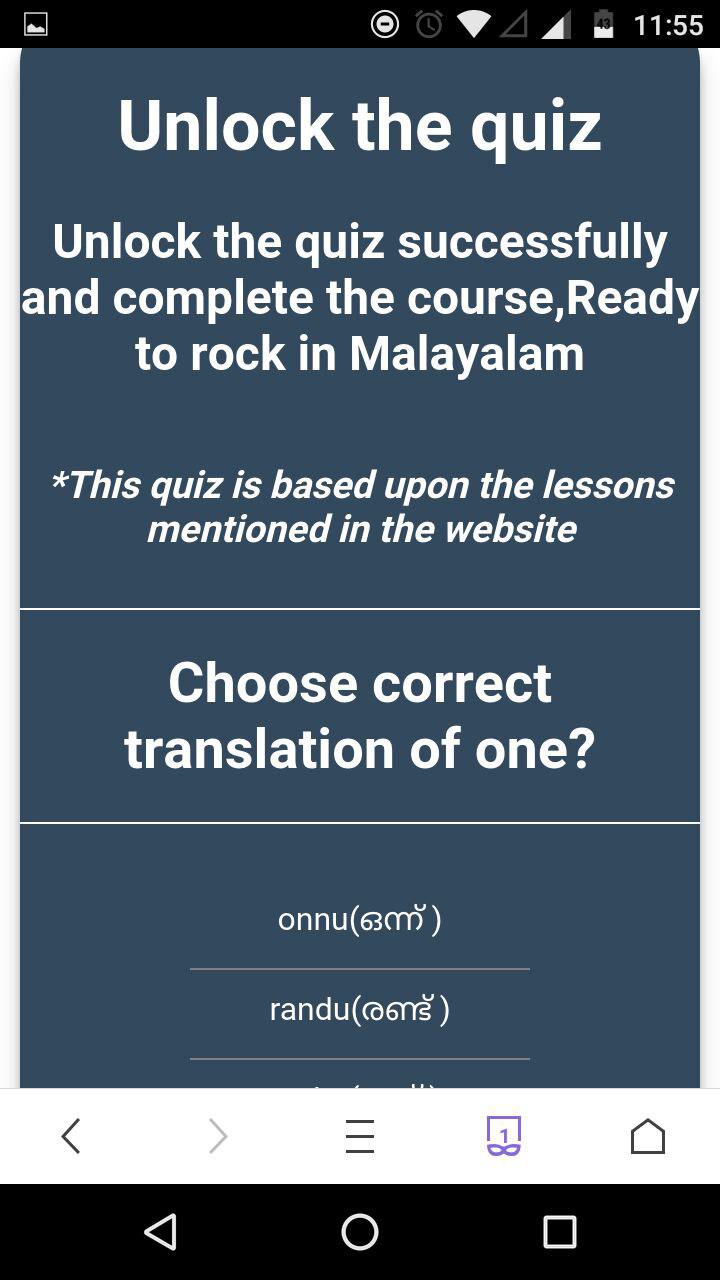 43 11:55
Unlock the quiz
Unlock the quiz successfully
and complete the course,Ready
to rock in Malayalam
*This quiz is based upon the lessons
mentioned in the website
Choose correct
translation of one?
onnu(ഒന്ന് )
randu(രണ്ട് )
1